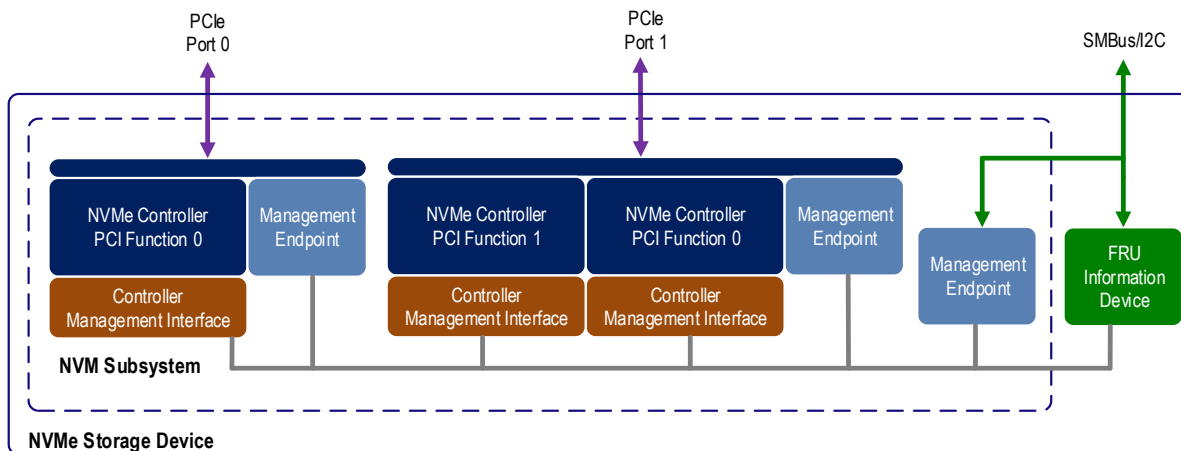 PCIe
Port 0
PCIe
Port 1
SMBus/I2C
NVMe Controller
PCI Function 0
Management
Endpoint
NVMe Controller
PCI Function 1
NVMe Controller
PCI Function 0
Management
Endpoint
Management
Endpoint
FRU
Information
Device
Controller
Management Interface
Controller
Management Interface
Controller
Management Interface
NVM Subsystem
NVMe Storage Device